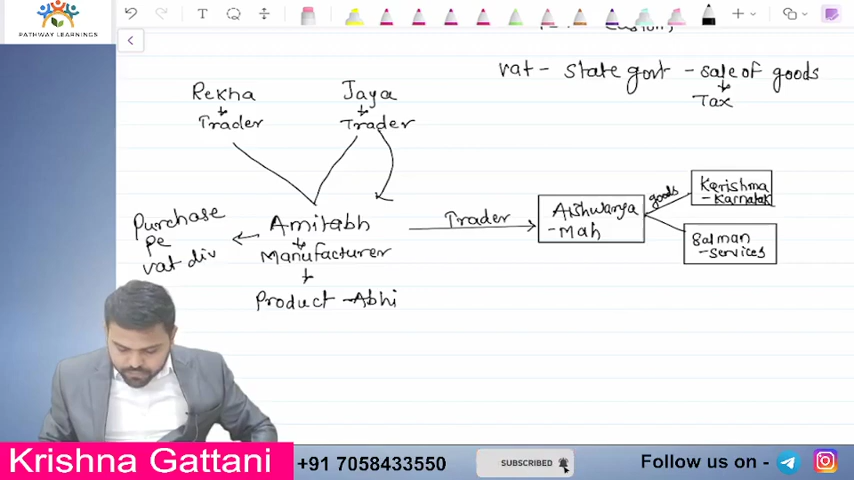 PATHWAY LEARNINGS
T
vat - State govt - sale of goods
Tax
Rekha
Trader
Jaya
Trader
Purchase
pe
vat div
Amitabh
Manufacturer
Product - Abhi
Trader
Aishwarya
- Mah
goods
Karishma
- Karnatak
Salman
- services
Krishna Gattani
+91 7058433550
SUBSCRIBED
Follow us on -